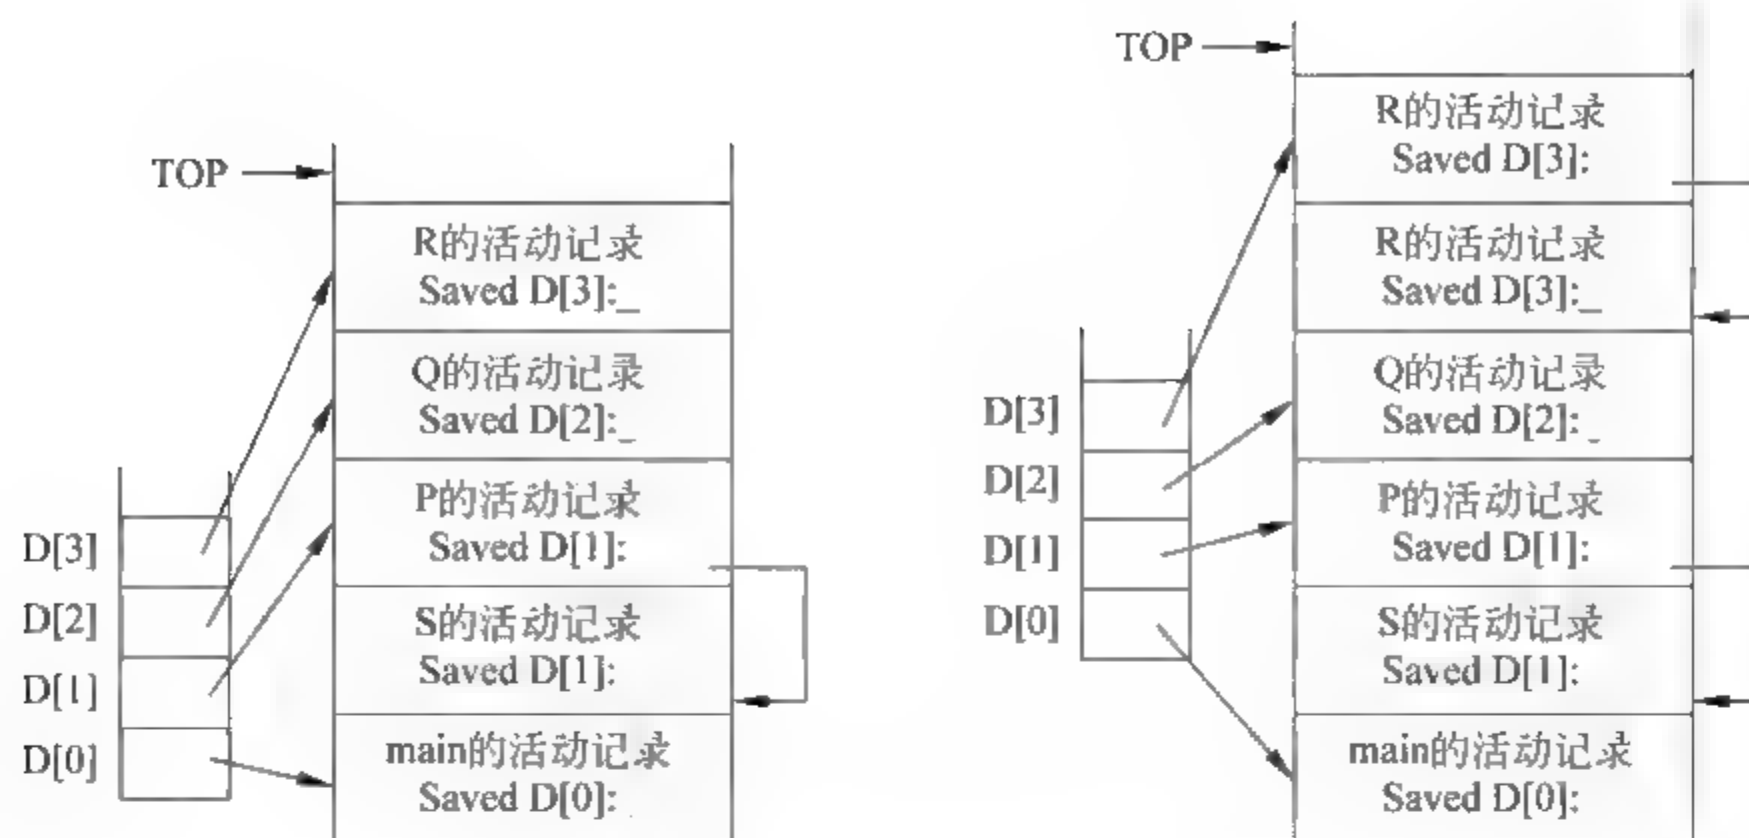 TOP
R的活动记录
Saved D[3]:_
Q的活动记录
Saved D[2]:_
P的活动记录
Saved D[1]:
S的活动记录
Saved D[1]:
main的活动记录
Saved D[0]:
D[3]
D[2]
D[1]
D[0]
TOP
R的活动记录
Saved D[3]:
R的活动记录
Saved D[3]:_
Q的活动记录
Saved D[2]:_
P的活动记录
Saved D[1]:
S的活动记录
Saved D[1]:
main的活动记录
Saved D[0]:
D[3]
D[2]
D[1]
D[0]